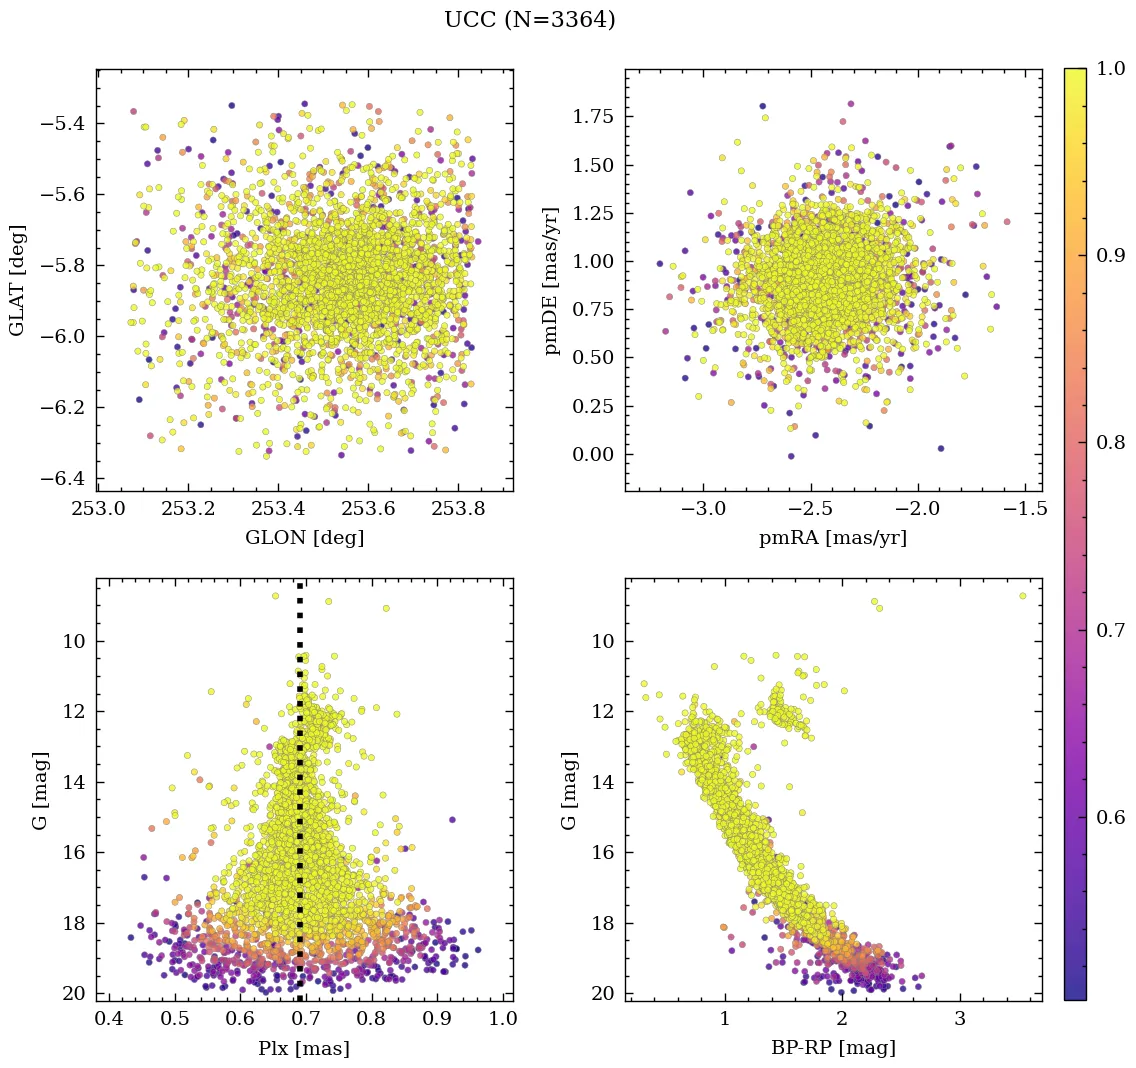 UCC (N=3364)
−5.4
−5.6
−5.8
−6.0
−6.2
−6.4
GLAT [deg]
253.0 253.2 253.4 253.6 253.8
GLON [deg]
1.75
1.50
1.25
1.00
0.75
0.50
0.25
0.00
pmDE [mas/yr]
−3.0 −2.5 −2.0 −1.5
pmRA [mas/yr]
10
12
14
16
18
20
G [mag]
0.4 0.5 0.6 0.7 0.8 0.9 1.0
Plx [mas]
10
12
14
16
18
20
G [mag]
1 2 3
BP-RP [mag]
1.0
0.9
0.8
0.7
0.6